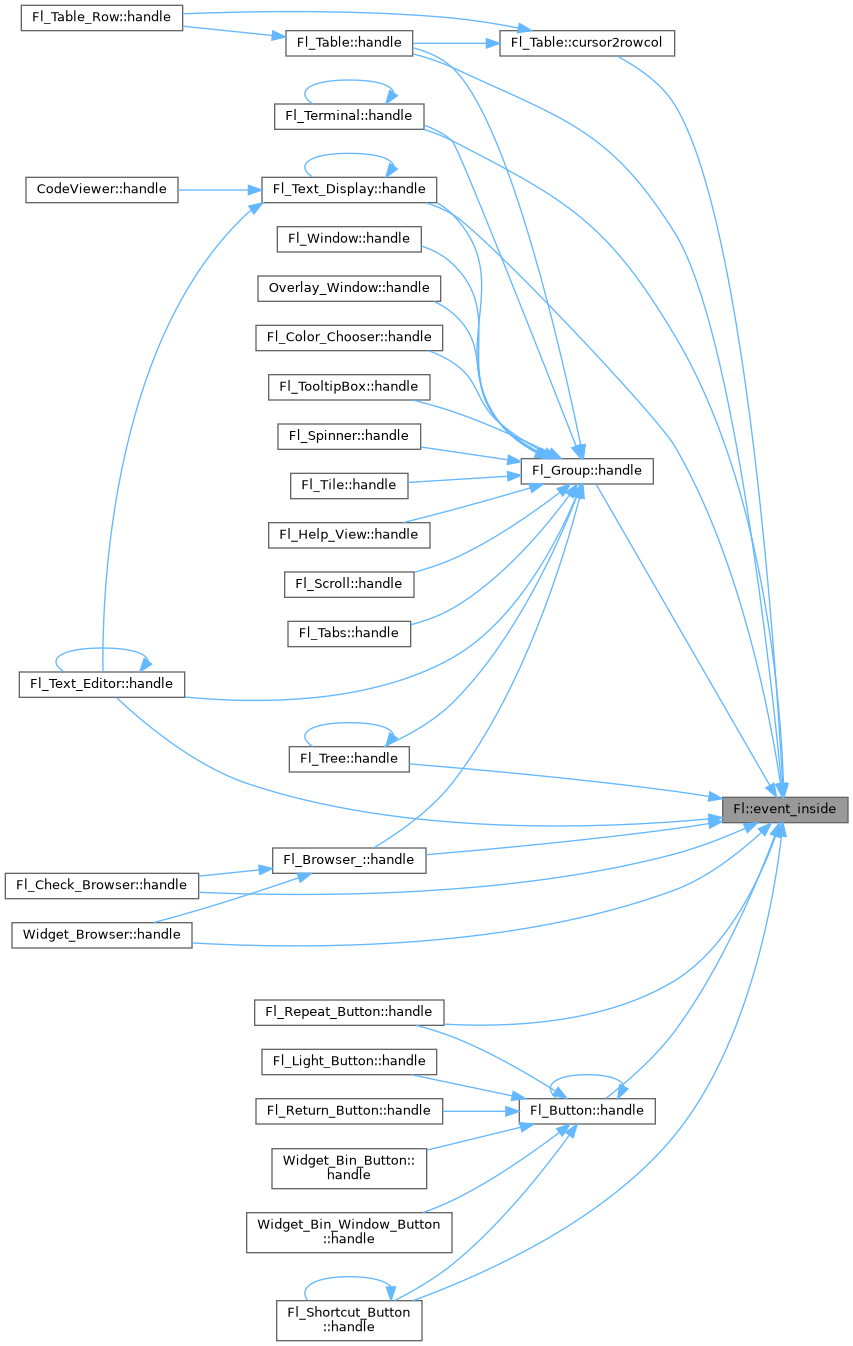 Fl_Table_Row::handle
Fl_Table::handle
Fl_Table::cursor2rowcol
Fl_Terminal::handle
CodeViewer::handle
Fl_Text_Display::handle
Fl_Window::handle
Overlay_Window::handle
Fl_Color_Chooser::handle
Fl_TooltipBox::handle
Fl_Spinner::handle
Fl_Group::handle
Fl_Tile::handle
Fl_Help_View::handle
Fl_Scroll::handle
Fl_Tabs::handle
Fl_Text_Editor::handle
Fl_Tree::handle
Fl::event_inside
Fl_Browser_::handle
Fl_Check_Browser::handle
Widget_Browser::handle
Fl_Repeat_Button::handle
Fl_Light_Button::handle
Fl_Return_Button::handle
Fl_Button::handle
Widget_Bin_Button::
handle
Widget_Bin_Window_Button
::handle
Fl_Shortcut_Button
::handle